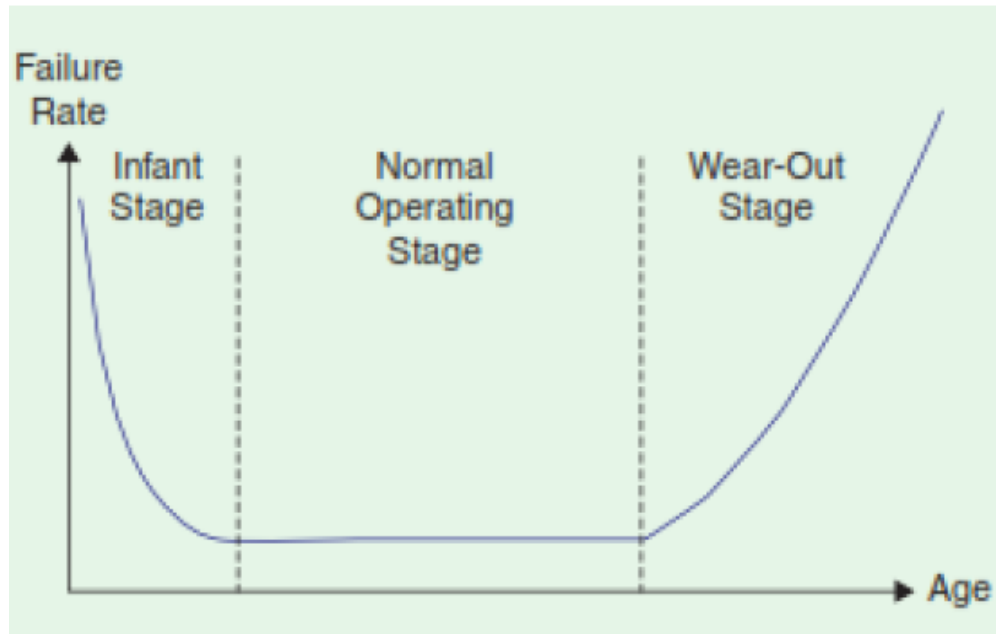 Failure
Rate
Infant
Stage
Normal
Operating
Stage
Wear-Out
Stage
Age